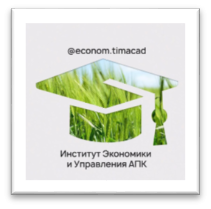 @econom.timacad
Институт Экономики
и Управления АПК